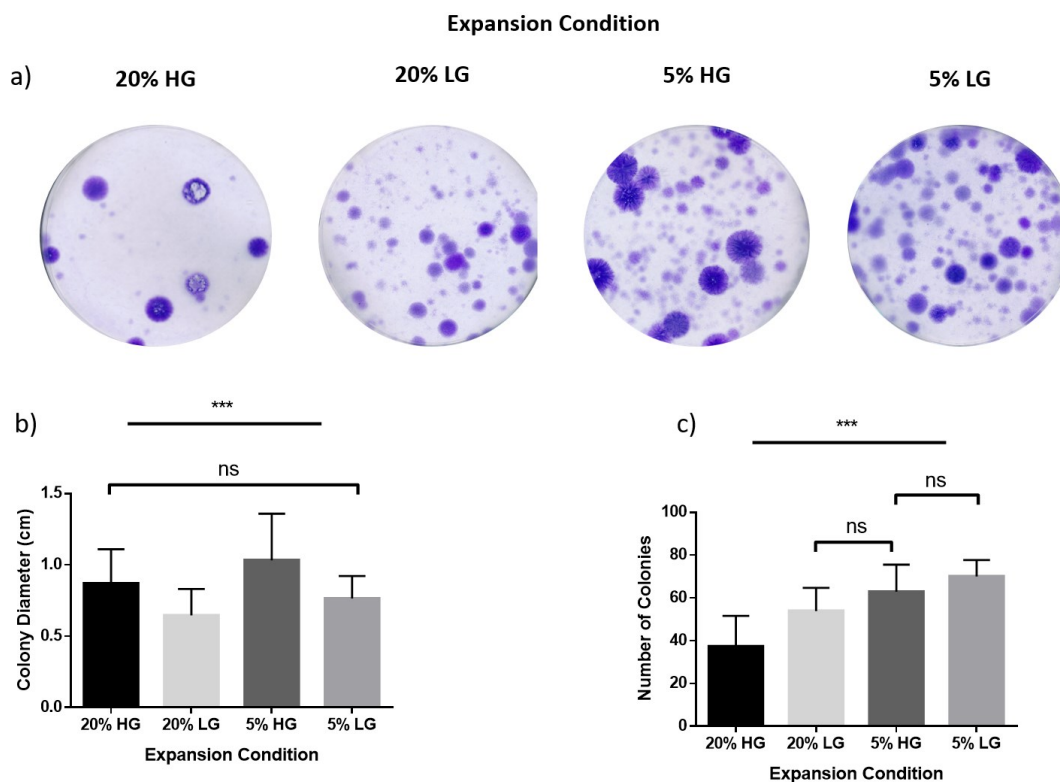 Expansion Condition
a)
20% HG
20% LG
5% HG
5% LG
b)
***
ns
1.5
1.0
0.5
0.0
Colony Diameter (cm)
20% HG
20% LG
5% HG
5% LG
Expansion Condition
c)
***
ns
ns
100
80
60
40
20
0
Number of Colonies
20% HG
20% LG
5% HG
5% LG
Expansion Condition